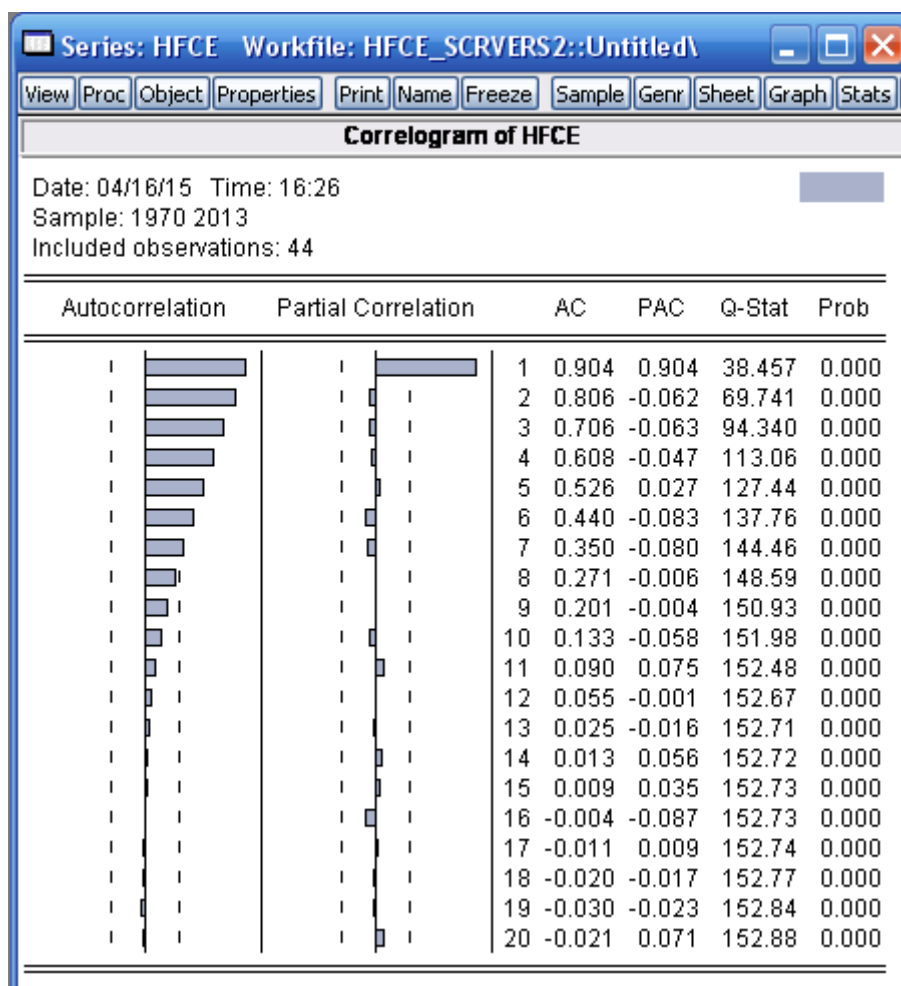 Series: HFCE Workfile: HFCE_SCRVERS2::Untitled\
View Proc Object Properties Print Name Freeze Sample Genr Sheet Graph Stats
Correlogram of HFCE
Date: 04/16/15 Time: 16:26
Sample: 1970 2013
Included observations: 44
Autocorrelation Partial Correlation AC PAC Q-Stat Prob
1 0.904 0.904 38.457 0.000
2 0.806 -0.062 69.741 0.000
3 0.706 -0.063 94.340 0.000
4 0.608 -0.047 113.06 0.000
5 0.526 0.027 127.44 0.000
6 0.440 -0.083 137.76 0.000
7 0.350 -0.080 144.46 0.000
8 0.271 -0.006 148.59 0.000
9 0.201 -0.004 150.93 0.000
10 0.133 -0.058 151.98 0.000
11 0.090 0.075 152.48 0.000
12 0.055 -0.001 152.67 0.000
13 0.025 -0.016 152.71 0.000
14 0.013 0.056 152.72 0.000
15 0.009 0.035 152.73 0.000
16 -0.004 -0.087 152.73 0.000
17 -0.011 0.009 152.74 0.000
18 -0.020 -0.017 152.77 0.000
19 -0.030 -0.023 152.84 0.000
20 -0.021 0.071 152.88 0.000